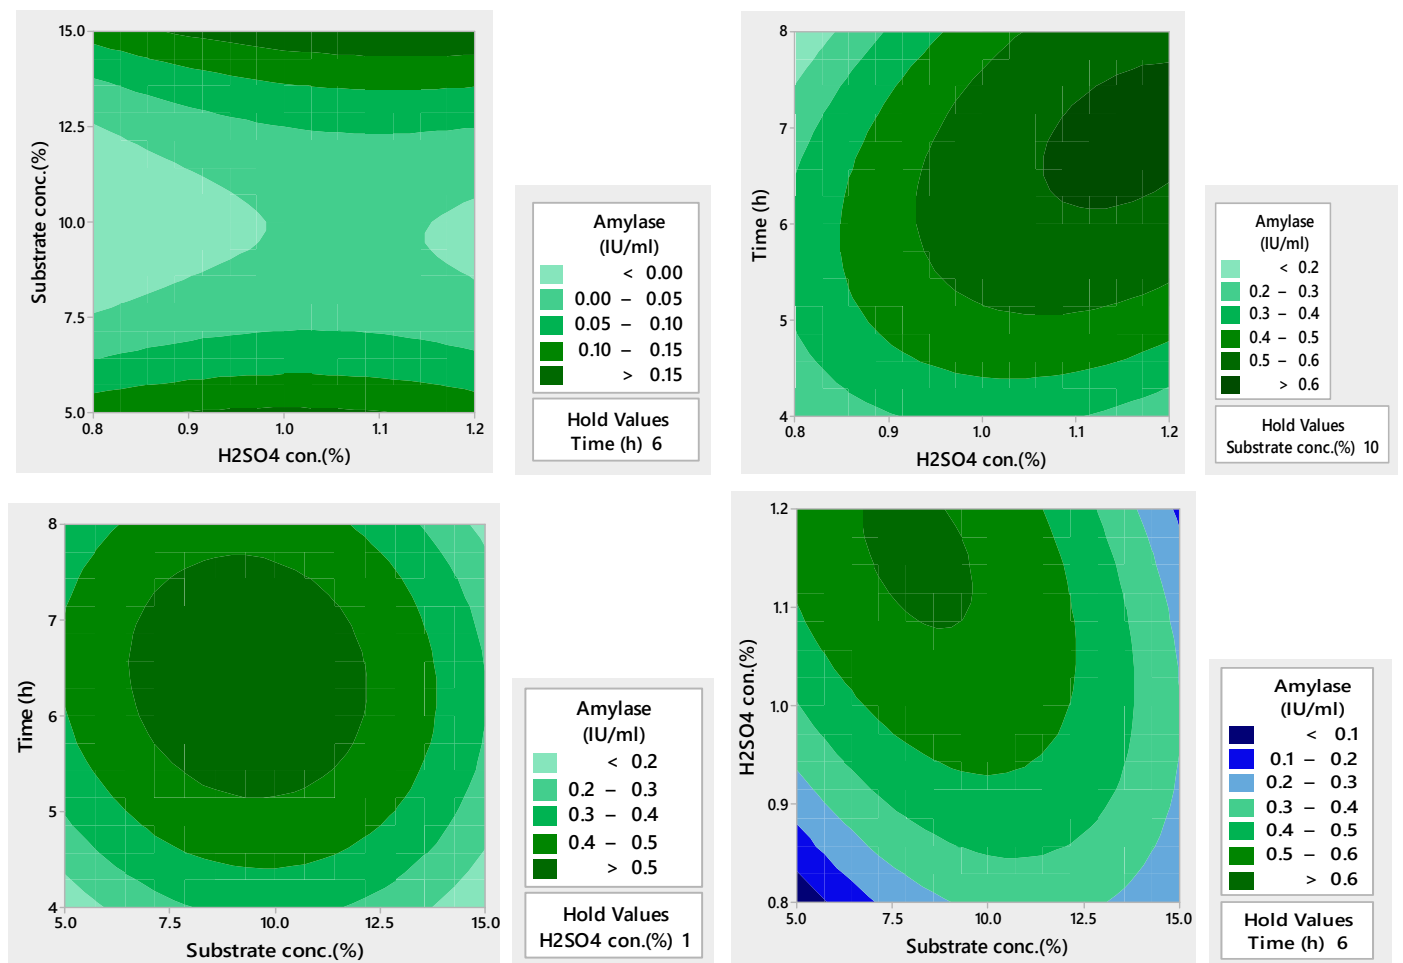 15.0
12.5
10.0
7.5
5.0
Substrate conc.(%)
0.8 0.9 1.0 1.1 1.2
H2SO4 con.(%)
Amylase
(IU/ml)
< 0.00
0.00 – 0.05
0.05 – 0.10
0.10 – 0.15
> 0.15
Hold Values
Time (h) 6
8
7
6
5
4
Time (h)
0.8 0.9 1.0 1.1 1.2
H2SO4 con.(%)
Amylase
(IU/ml)
< 0.2
0.2 – 0.3
0.3 – 0.4
0.4 – 0.5
0.5 – 0.6
> 0.6
Hold Values
Substrate conc.(%) 10
8
7
6
5
4
Time (h)
5.0 7.5 10.0 12.5 15.0
Substrate conc.(%)
Amylase
(IU/ml)
< 0.2
0.2 – 0.3
0.3 – 0.4
0.4 – 0.5
> 0.5
Hold Values
H2SO4 con.(%) 1
1.2
1.1
1.0
0.9
0.8
H2SO4 con.(%)
5.0 7.5 10.0 12.5 15.0
Substrate conc.(%)
Amylase
(IU/ml)
< 0.1
0.1 – 0.2
0.2 – 0.3
0.3 – 0.4
0.4 – 0.5
0.5 – 0.6
> 0.6
Hold Values
Time (h) 6